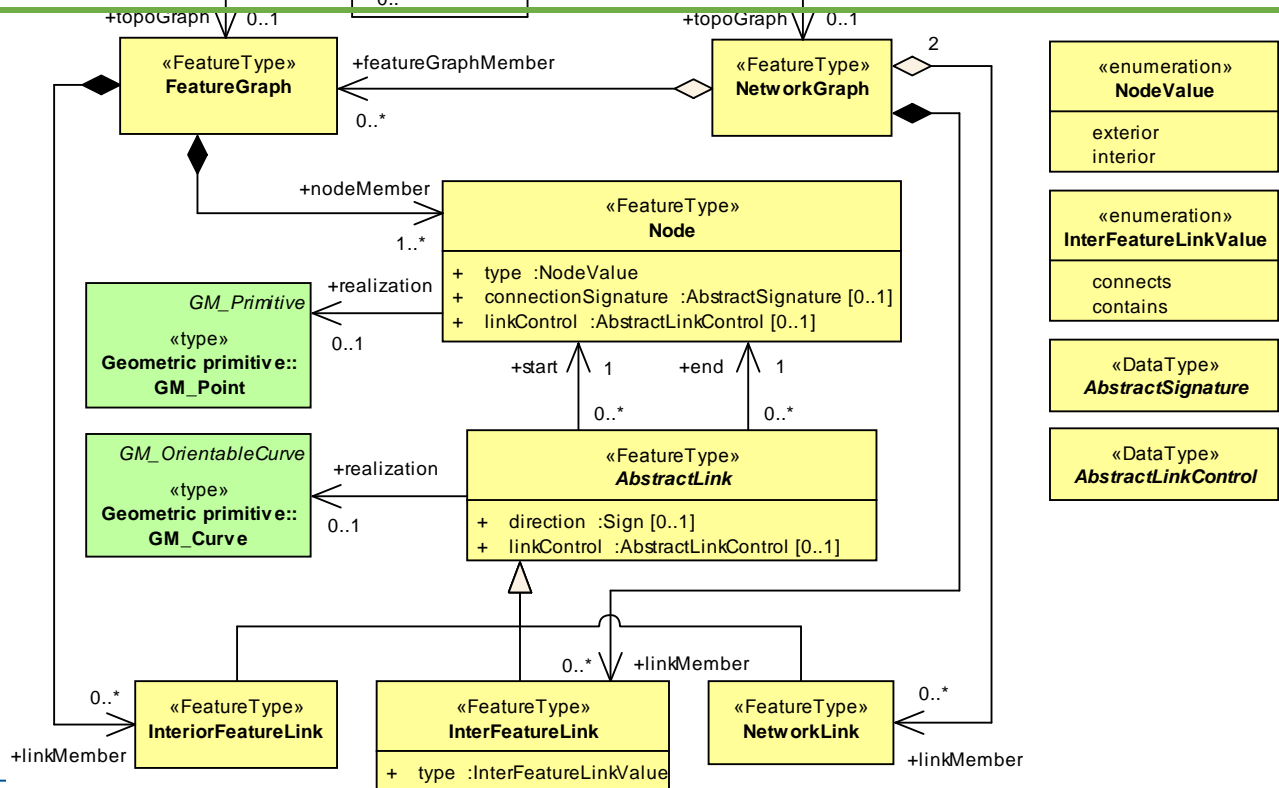 0..
+topoGraph 0..1
+topoGraph 0..1
«FeatureType»
FeatureGraph
+featureGraphMember
0..*
«FeatureType»
NetworkGraph
2
«enumeration»
NodeValue
exterior
interior
+nodeMember
1..*
«FeatureType»
Node
+ type :NodeValue
+ connectionSignature :AbstractSignature [0..1]
+ linkControl :AbstractLinkControl [0..1]
«enumeration»
InterFeatureLinkValue
connects
contains
GM_Primitive
«type»
Geometric primitive::
GM_Point
+realization
0..1
+start 1
+end 1
0..*
0..*
«DataType»
AbstractSignature
«DataType»
AbstractLinkControl
GM_OrientableCurve
«type»
Geometric primitive::
GM_Curve
+realization
0..1
«FeatureType»
AbstractLink
+ direction :Sign [0..1]
+ linkControl :AbstractLinkControl [0..1]
0..*
+linkMember
«FeatureType»
InteriorFeatureLink
0..* +linkMember
«FeatureType»
InterFeatureLink
+ type :InterFeatureLinkValue
«FeatureType»
NetworkLink
0..*
+linkMember